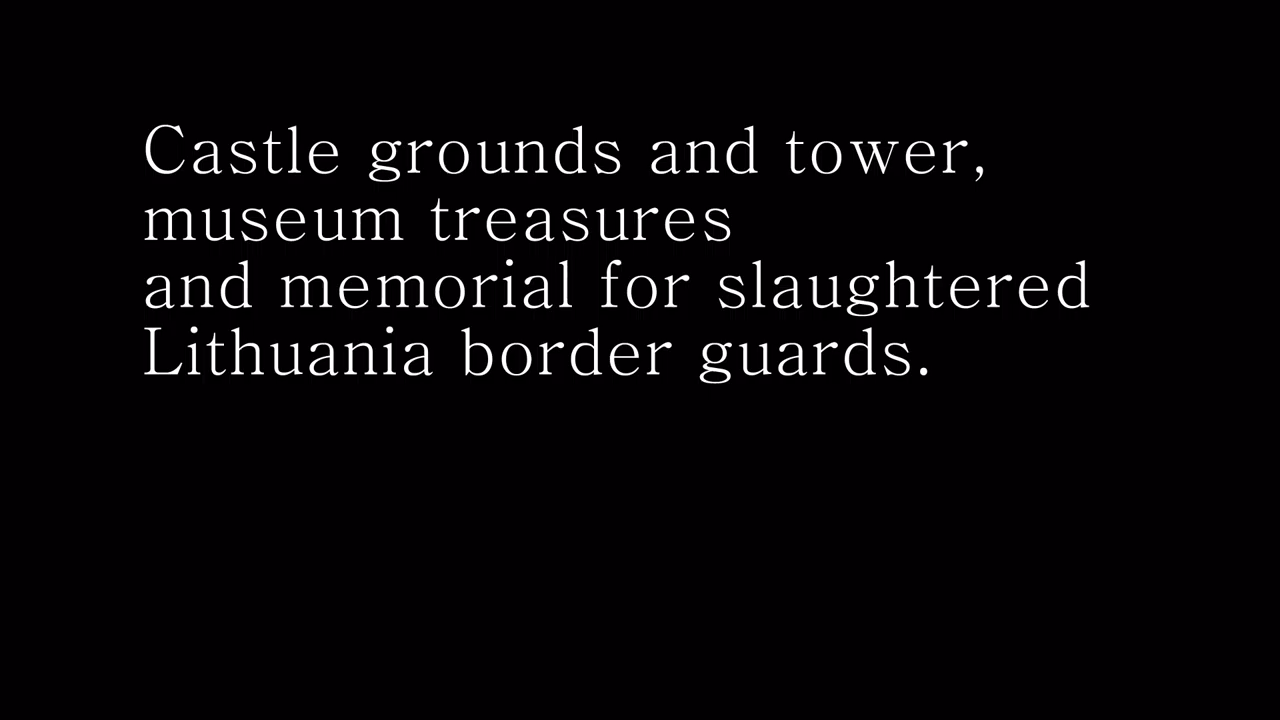 Castle grounds and tower,
museum treasures
and memorial for slaughtered
Lithuania border guards.